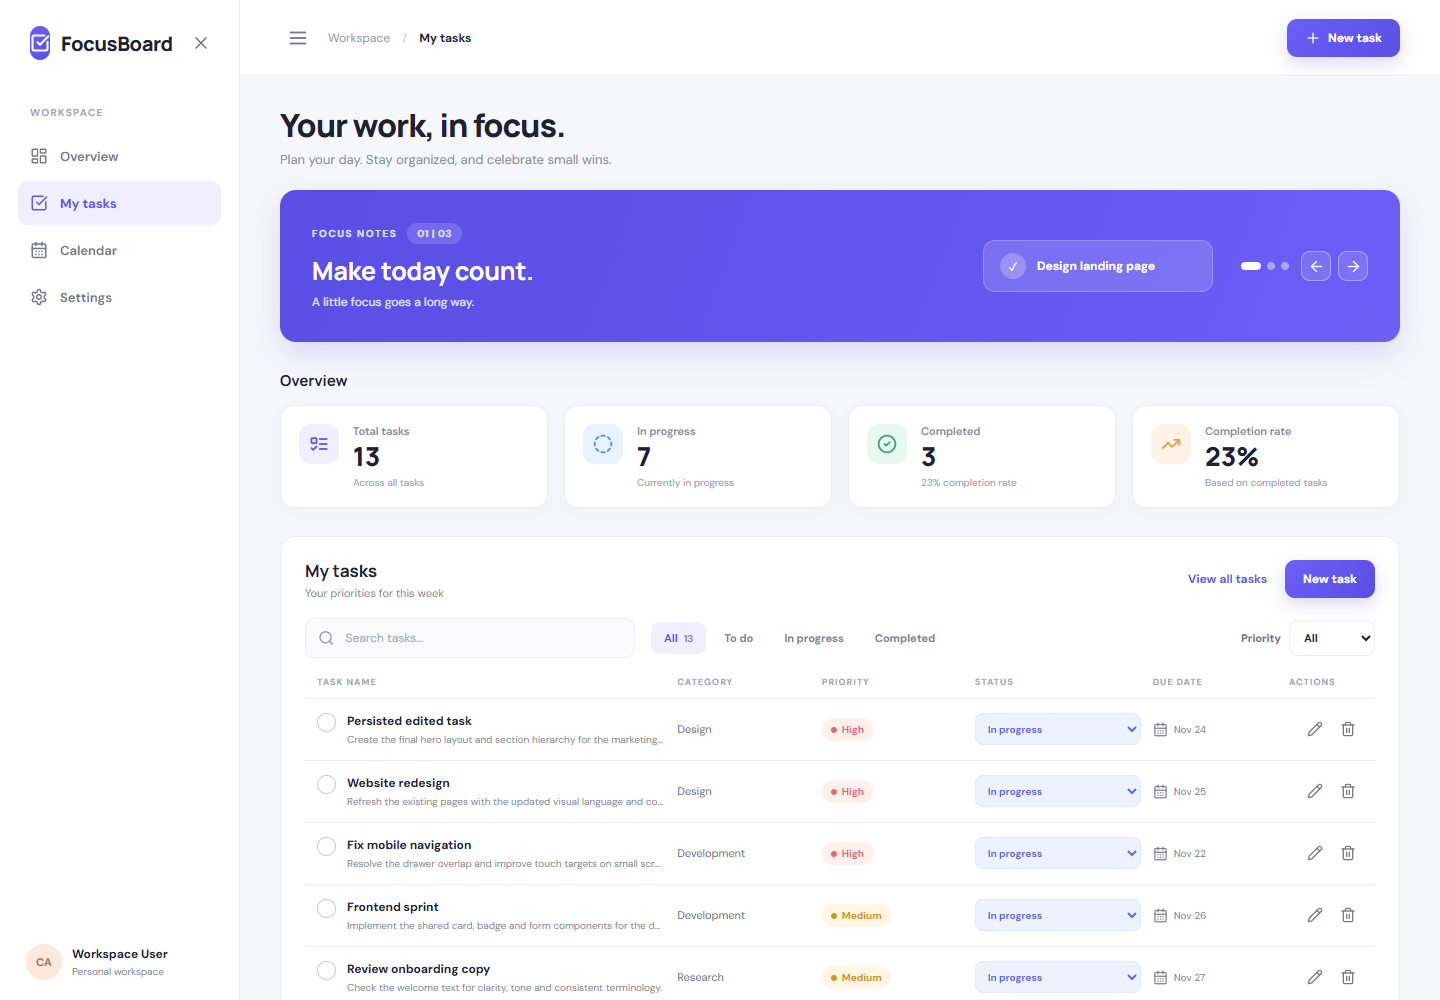 FocusBoard
WORKSPACE
Overview
My tasks
Calendar
Settings
CA
Workspace User
Personal workspace
Workspace / My tasks
New task
Your work, in focus.
Plan your day. Stay organized, and celebrate small wins.
FOCUS NOTES 01 | 03
Make today count.
A little focus goes a long way.
✓ Design landing page
Overview
Total tasks
13
Across all tasks
In progress
7
Currently in progress
Completed
3
23% completion rate
Completion rate
23%
Based on completed tasks
My tasks
Your priorities for this week
View all tasks New task
Search tasks... All 13 To do In progress Completed Priority All
TASK NAME CATEGORY PRIORITY STATUS DUE DATE ACTIONS
Persisted edited task
Create the final hero layout and section hierarchy for the marketing...
Design High In progress Nov 24
Website redesign
Refresh the existing pages with the updated visual language and co...
Design High In progress Nov 25
Fix mobile navigation
Resolve the drawer overlap and improve touch targets on small scr...
Development High In progress Nov 22
Frontend sprint
Implement the shared card, badge and form components for the d...
Development Medium In progress Nov 26
Review onboarding copy
Check the welcome text for clarity, tone and consistent terminology.
Research Medium In progress Nov 27